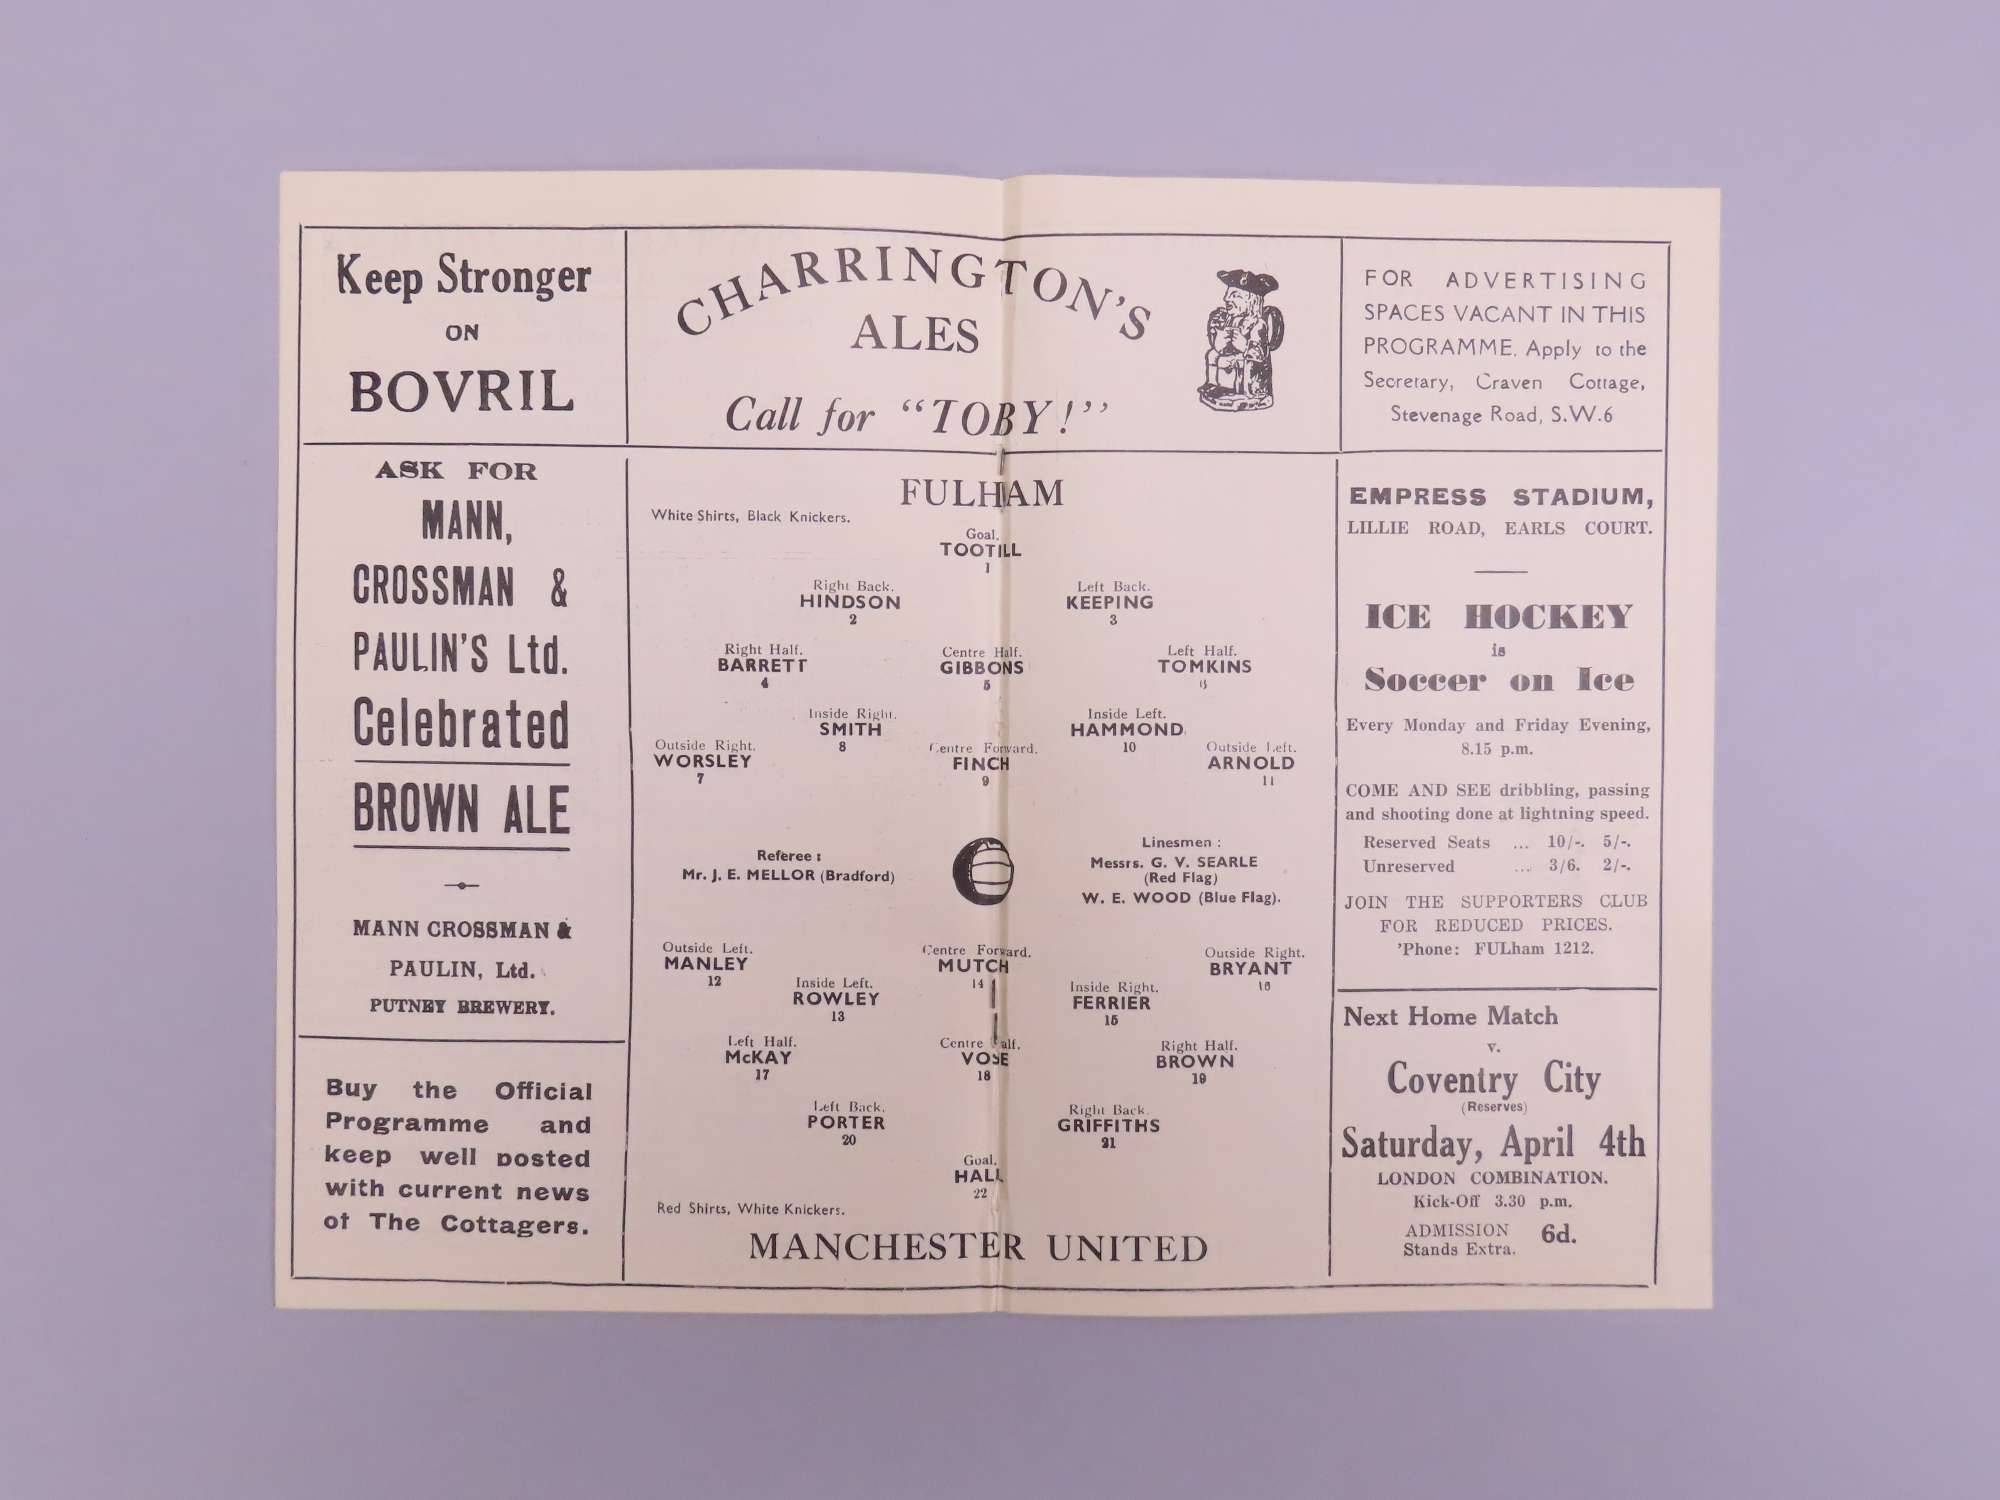 Keep Stronger
ON
BOVRIL
CHARRINGTON'S
ALES
Call for "TOBY!"
FOR ADVERTISING
SPACES VACANT IN THIS
PROGRAMME. Apply to the
Secretary, Craven Cottage,
Stevenage Road, S.W.6
ASK FOR
MANN,
CROSSMAN &
PAULIN'S Ltd.
Celebrated
BROWN ALE
MANN CROSSMAN &
PAULIN, Ltd.
PUTNEY BREWERY.
Buy the Official
Programme and
keep well posted
with current news
of The Cottagers.
FULHAM
White Shirts, Black Knickers.
Goal.
TOOTILL
1
Right Back. Left Back.
HINDSON KEEPING
2 3
Right Half. Centre Half. Left Half.
BARRETT GIBBONS TOMKINS
4 5 6
Inside Right. Inside Left.
SMITH HAMMOND
8 10
Outside Right. Centre Forward. Outside Left.
WORSLEY FINCH ARNOLD
7 9 11
Referee :
Mr. J. E. MELLOR (Bradford)
Linesmen :
Messrs. G. V. SEARLE
(Red Flag)
W. E. WOOD (Blue Flag).
Outside Left. Centre Forward. Outside Right.
MANLEY MUTCH BRYANT
12 14 16
Inside Left. Inside Right.
ROWLEY FERRIER
13 15
Left Half. Centre Half. Right Half.
McKAY VOSE BROWN
17 18 19
Left Back. Right Back.
PORTER GRIFFITHS
20 21
Goal.
HALL
22
Red Shirts, White Knickers.
MANCHESTER UNITED
EMPRESS STADIUM,
LILLIE ROAD, EARLS COURT.
ICE HOCKEY
is
Soccer on Ice
Every Monday and Friday Evening,
8.15 p.m.
COME AND SEE dribbling, passing
and shooting done at lightning speed.
Reserved Seats ... 10/-. 5/-.
Unreserved ... 3/6. 2/-.
JOIN THE SUPPORTERS CLUB
FOR REDUCED PRICES.
'Phone: FULham 1212.
Next Home Match
v.
Coventry City
(Reserves)
Saturday, April 4th
LONDON COMBINATION.
Kick-Off 3.30 p.m.
ADMISSION 6d.
Stands Extra.